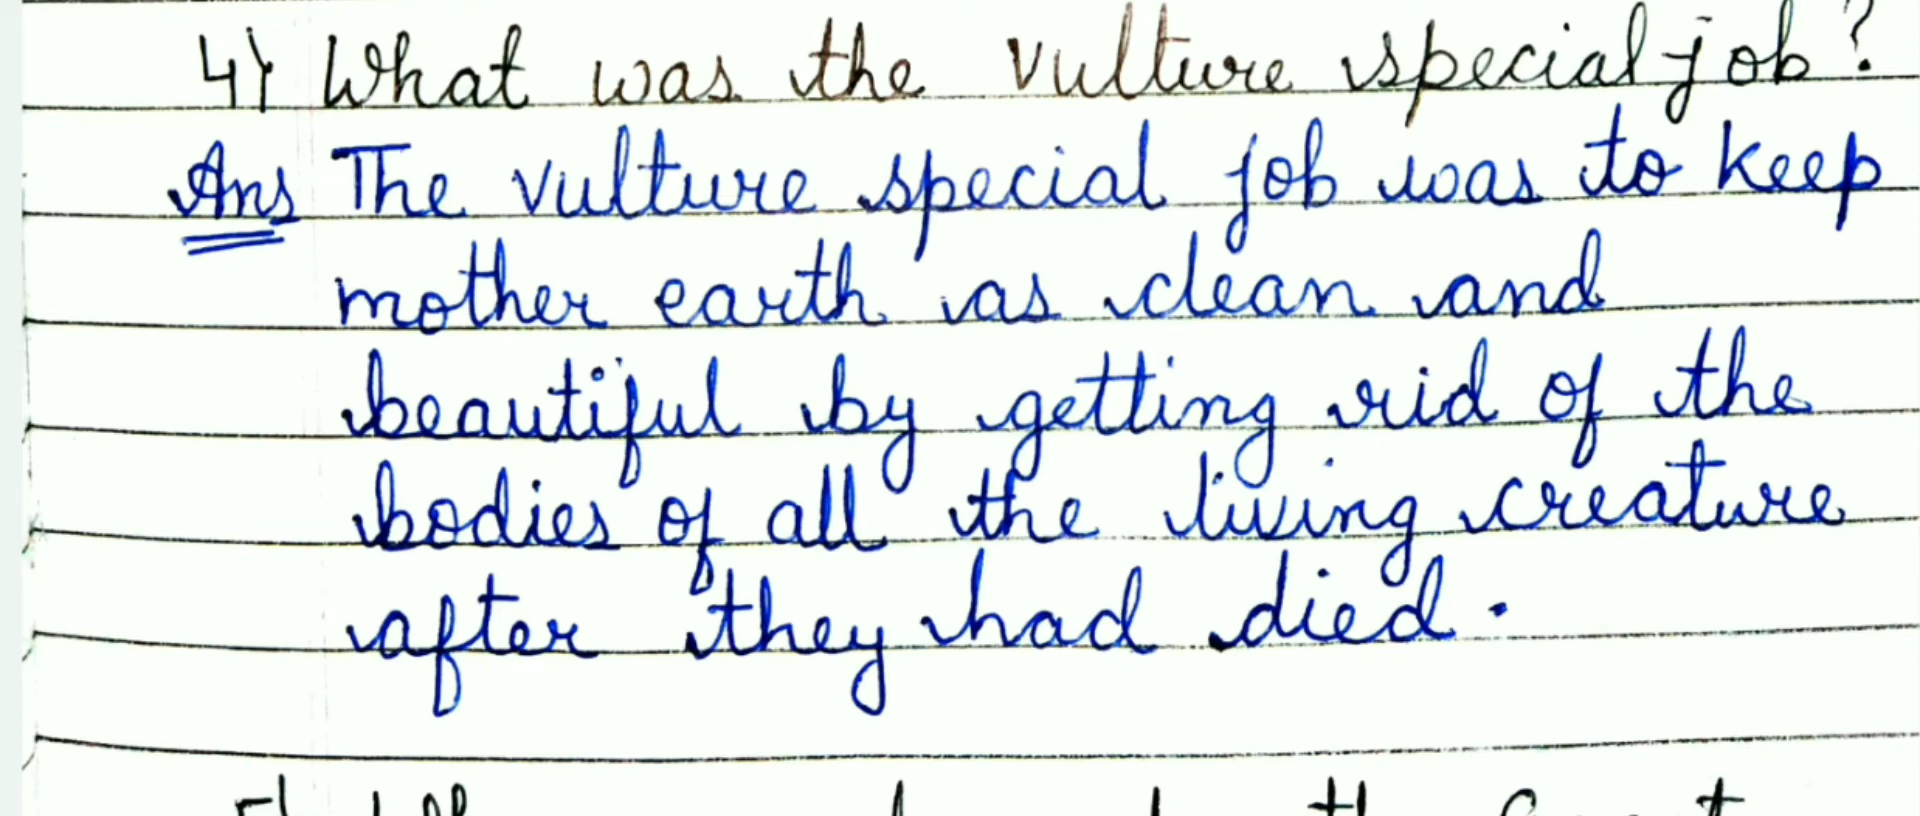 4) What was the vulture special job?
Ans The vulture special job was to keep
mother earth as clean and
beautiful by getting rid of the
bodies of all the living creature
after they had died.